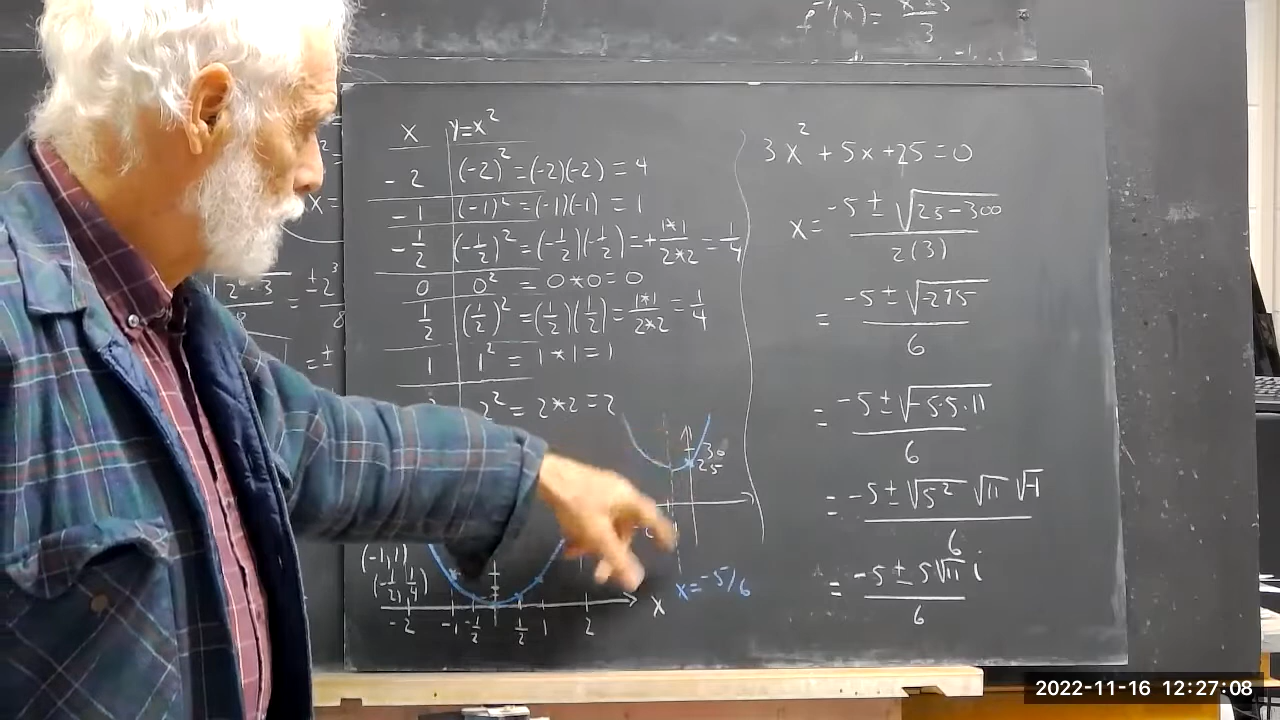 f⁻¹(x) = (x+5)/3
x | y=x²
-2 | (-2)² = (-2)(-2) = 4
-1 | (-1)² = (-1)(-1) = 1
-1/2 | (-1/2)² = (-1/2)(-1/2) = + 1*1/2*2 = 1/4
0 | 0² = 0*0 = 0
1/2 | (1/2)² = (1/2)(1/2) = 1*1/2*2 = 1/4
1 | 1² = 1*1 = 1
2² = 2*2 = 2
30
25
(-1,1)
(-1/2, 1/4)
-2 -1 -1/2 1/2 1 2
x
x = -5/6
3x² + 5x + 25 = 0
x = (-5 ± √(25-300))/2(3)
= (-5 ± √-275)/6
= (-5 ± √(-5·5·11))/6
= (-5 ± √5² √11 √-1)/6
= (-5 ± 5√11 i)/6
2022-11-16 12:27:08